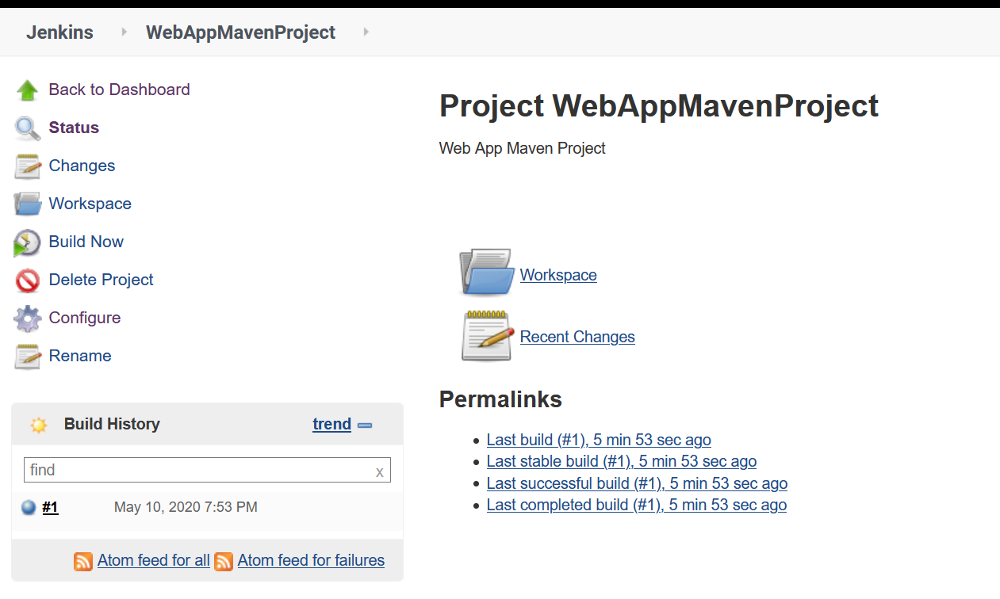 Jenkins WebAppMavenProject
Back to Dashboard
Status
Changes
Workspace
Build Now
Delete Project
Configure
Rename
Build History trend
find x
#1 May 10, 2020 7:53 PM
Atom feed for all Atom feed for failures
Project WebAppMavenProject
Web App Maven Project
Workspace
Recent Changes
Permalinks
Last build (#1), 5 min 53 sec ago
Last stable build (#1), 5 min 53 sec ago
Last successful build (#1), 5 min 53 sec ago
Last completed build (#1), 5 min 53 sec ago